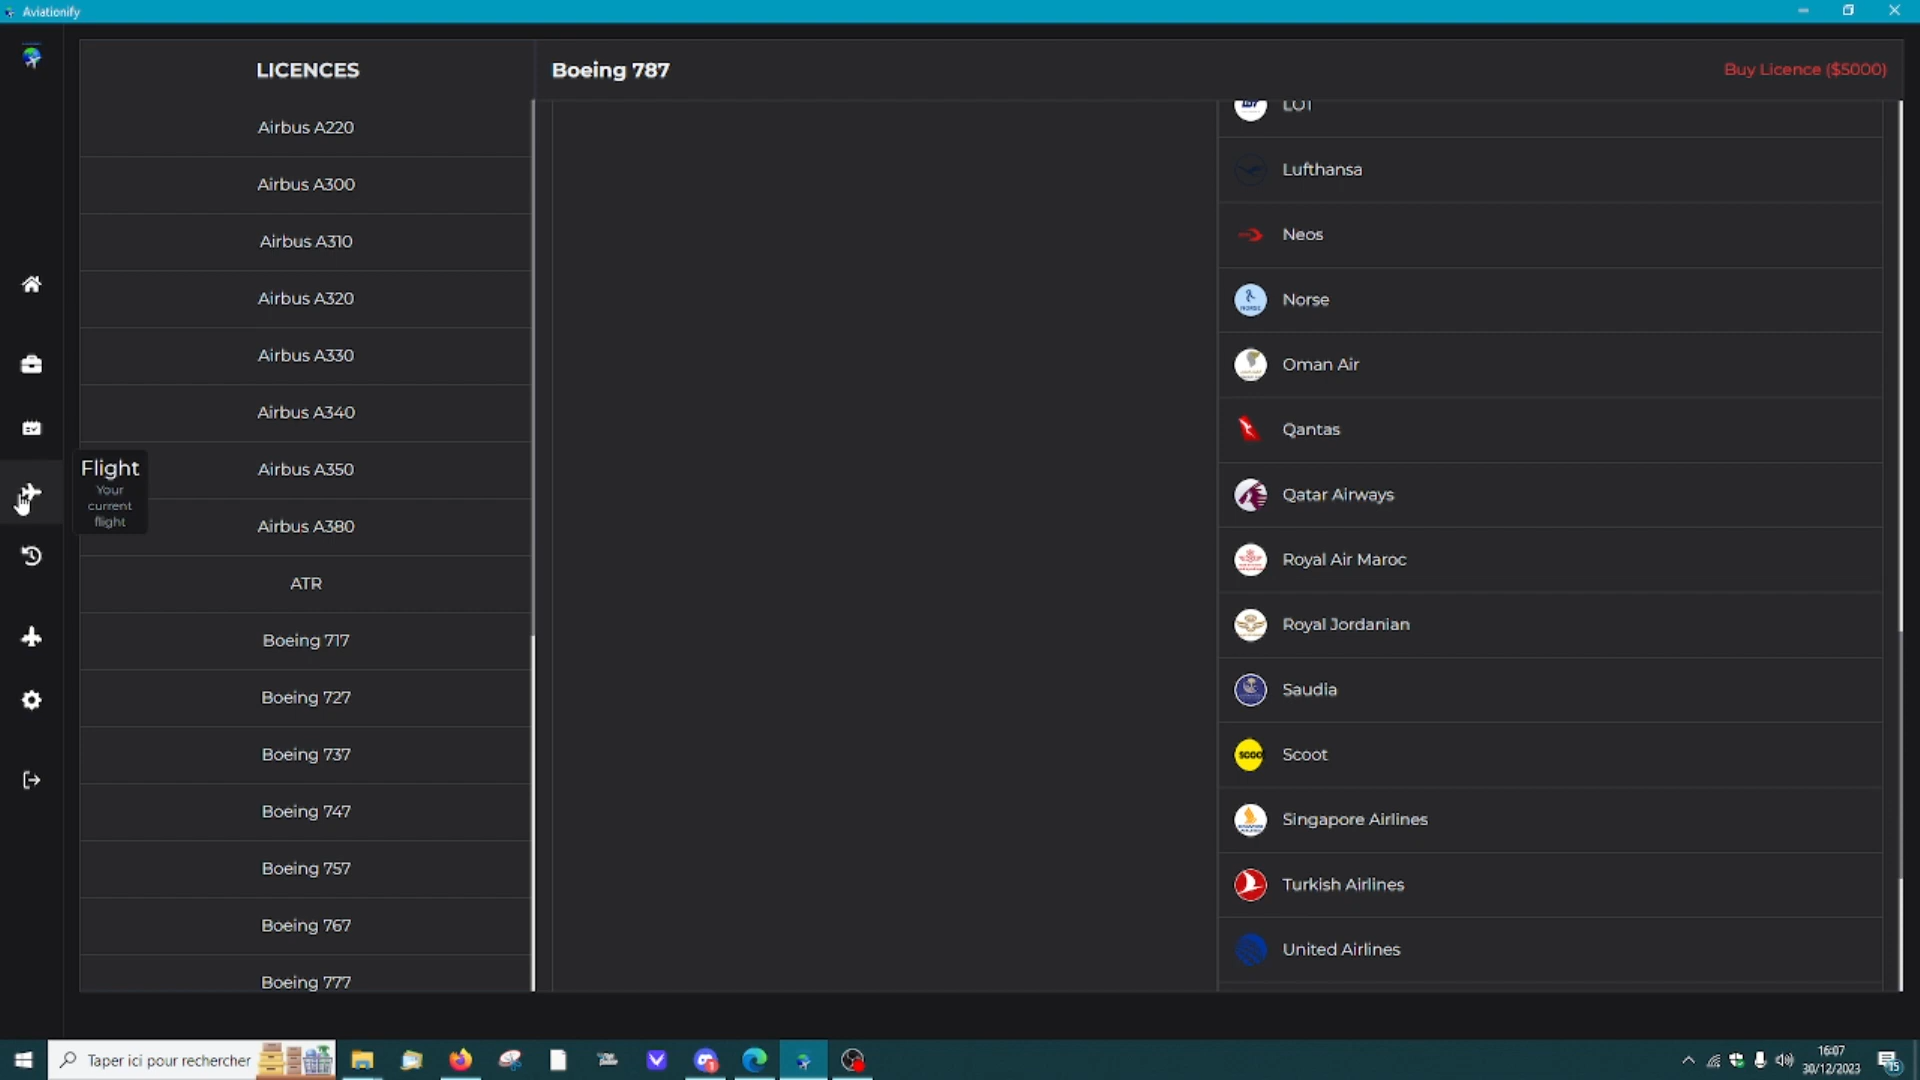 Aviationify
LICENCES
Boeing 787
Buy Licence ($5000)
Airbus A220
Airbus A300
Airbus A310
Airbus A320
Airbus A330
Airbus A340
Airbus A350
Airbus A380
ATR
Boeing 717
Boeing 727
Boeing 737
Boeing 747
Boeing 757
Boeing 767
Boeing 777
Flight
Your
current
flight
LOT
Lufthansa
Neos
Norse
Oman Air
Qantas
Qatar Airways
Royal Air Maroc
Royal Jordanian
Saudia
Scoot
Singapore Airlines
Turkish Airlines
United Airlines
Taper ici pour rechercher
16:07
30/12/2023
15